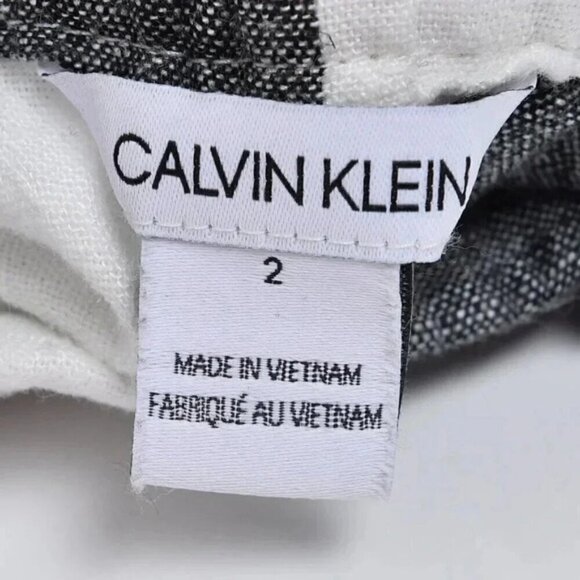 CALVIN KLEIN
2
MADE IN VIETNAM
FABRIQUÉ AU VIETNAM